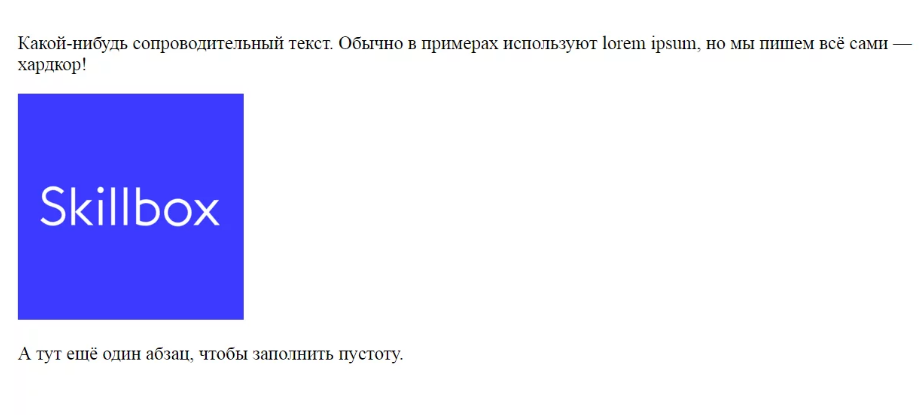 Какой-нибудь сопроводительный текст. Обычно в примерах используют lorem ipsum, но мы пишем всё сами —
хардкор!
Skillbox
А тут ещё один абзац, чтобы заполнить пустоту.